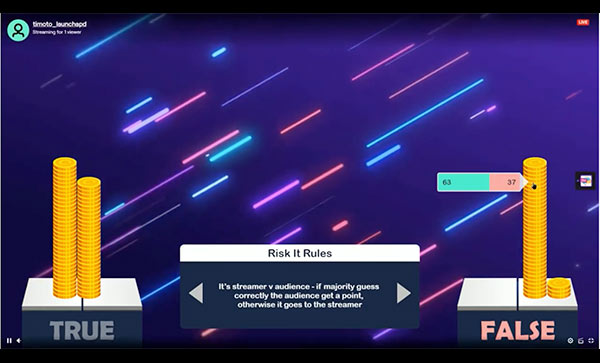 timoto_launchapd
Streaming for 1 viewer
LIVE
63 37
Risk It Rules
It's streamer v audience - if majority guess
correctly the audience get a point,
otherwise it goes to the streamer
TRUE
FALSE